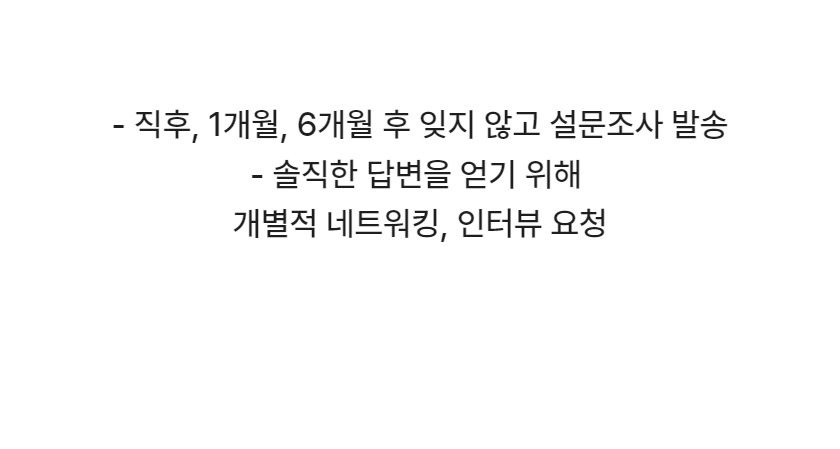 - 직후, 1개월, 6개월 후 잊지 않고 설문조사 발송
- 솔직한 답변을 얻기 위해
개별적 네트워킹, 인터뷰 요청